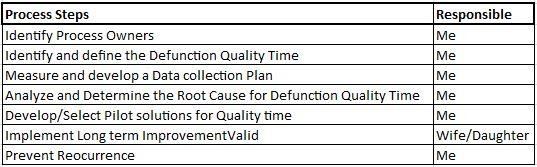 Process Steps Responsible
Identify Process Owners Me
Identify and define the Defunction Quality Time Me
Measure and develop a Data collection Plan Me
Analyze and Determine the Root Cause for Defunction Quality Time Me
Develop/Select Pilot solutions for Quality time Me
Implement Long term ImprovementValid Wife/Daughter
Prevent Reocurrence Me